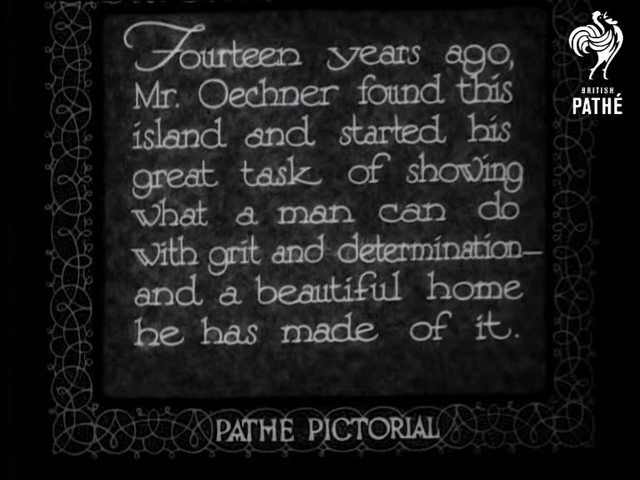 Fourteen years ago,
Mr. Oechner found this
island and started his
great task of showing
what a man can do
with grit and determination—
and a beautiful home
he has made of it.
PATHE PICTORIAL
BRITISH
PATHÉ